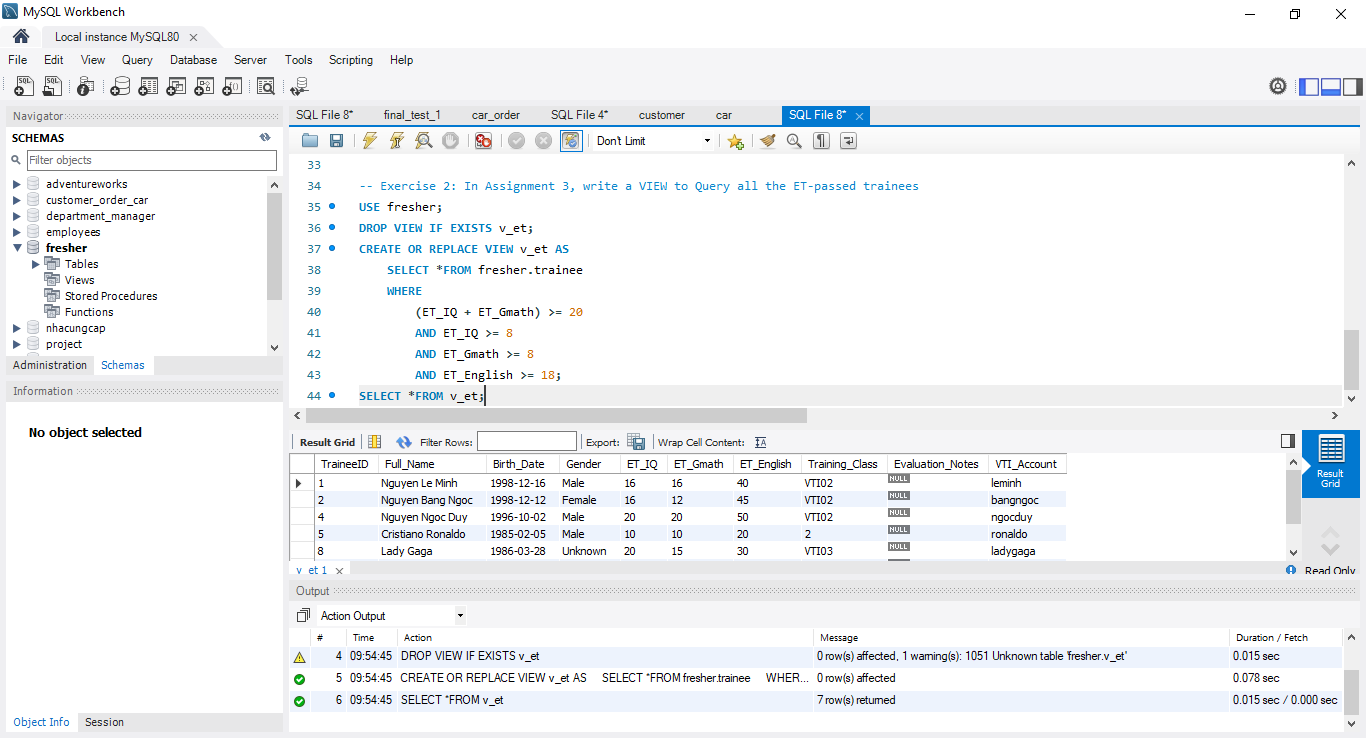 MySQL Workbench
Local instance MySQL80
File Edit View Query Database Server Tools Scripting Help
Navigator
SCHEMAS
Filter objects
adventureworks
customer_order_car
department_manager
employees
fresher
Tables
Views
Stored Procedures
Functions
nhacungcap
project
Administration Schemas
Information
No object selected
Object Info Session
SQL File 8* final_test_1 car_order SQL File 4* customer car SQL File 8*
Don't Limit
33
34 -- Exercise 2: In Assignment 3, write a VIEW to Query all the ET-passed trainees
35 USE fresher;
36 DROP VIEW IF EXISTS v_et;
37 CREATE OR REPLACE VIEW v_et AS
38 SELECT *FROM fresher.trainee
39 WHERE
40 (ET_IQ + ET_Gmath) >= 20
41 AND ET_IQ >= 8
42 AND ET_Gmath >= 8
43 AND ET_English >= 18;
44 SELECT *FROM v_et;
Result Grid Filter Rows: Export: Wrap Cell Content:
TraineeID Full_Name Birth_Date Gender ET_IQ ET_Gmath ET_English Training_Class Evaluation_Notes VTI_Account
1 Nguyen Le Minh 1998-12-16 Male 16 16 40 VTI02 NULL leminh
2 Nguyen Bang Ngoc 1998-12-12 Female 16 12 45 VTI02 NULL bangngoc
4 Nguyen Ngoc Duy 1996-10-02 Male 20 20 50 VTI02 NULL ngocduy
5 Cristiano Ronaldo 1985-02-05 Male 10 10 20 2 NULL ronaldo
8 Lady Gaga 1986-03-28 Unknown 20 15 30 VTI03 NULL ladygaga
Result
Grid
v_et 1
Read Only
Output
Action Output
# Time Action Message Duration / Fetch
4 09:54:45 DROP VIEW IF EXISTS v_et 0 row(s) affected, 1 warning(s): 1051 Unknown table 'fresher.v_et' 0.015 sec
5 09:54:45 CREATE OR REPLACE VIEW v_et AS SELECT *FROM fresher.trainee WHER... 0 row(s) affected 0.078 sec
6 09:54:45 SELECT *FROM v_et 7 row(s) returned 0.015 sec / 0.000 sec